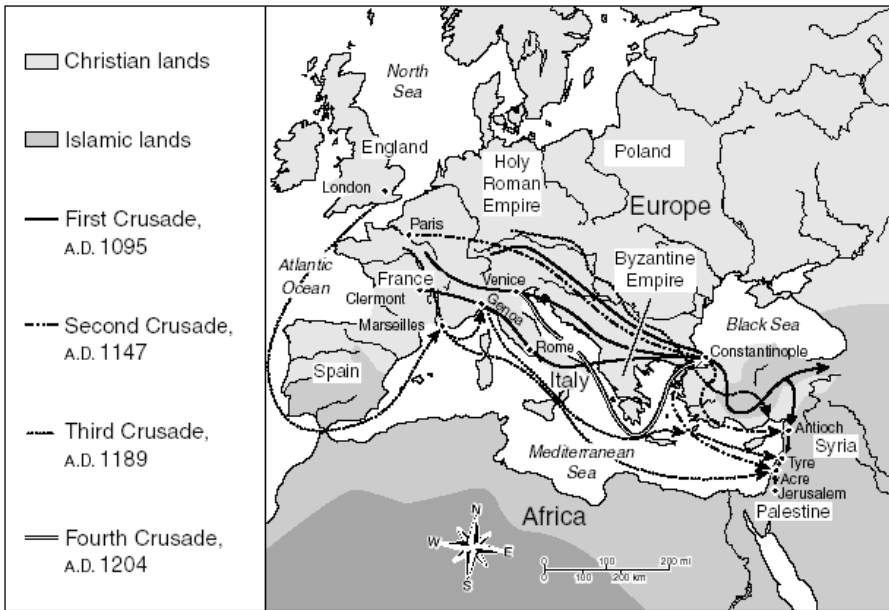 Christian lands
Islamic lands
First Crusade,
A.D. 1095
Second Crusade,
A.D. 1147
Third Crusade,
A.D. 1189
Fourth Crusade,
A.D. 1204
North
Sea
England
London
Holy
Roman
Empire
Poland
Europe
Paris
Atlantic
Ocean
France
Clermont
Marseilles
Venice
Genoa
Byzantine
Empire
Black Sea
Constantinople
Rome
Spain
Italy
Antioch
Syria
Mediterranean
Sea
Tyre
Acre
Jerusalem
Palestine
Africa
N
W
E
S
0 100 200 mi
0 100 200 km